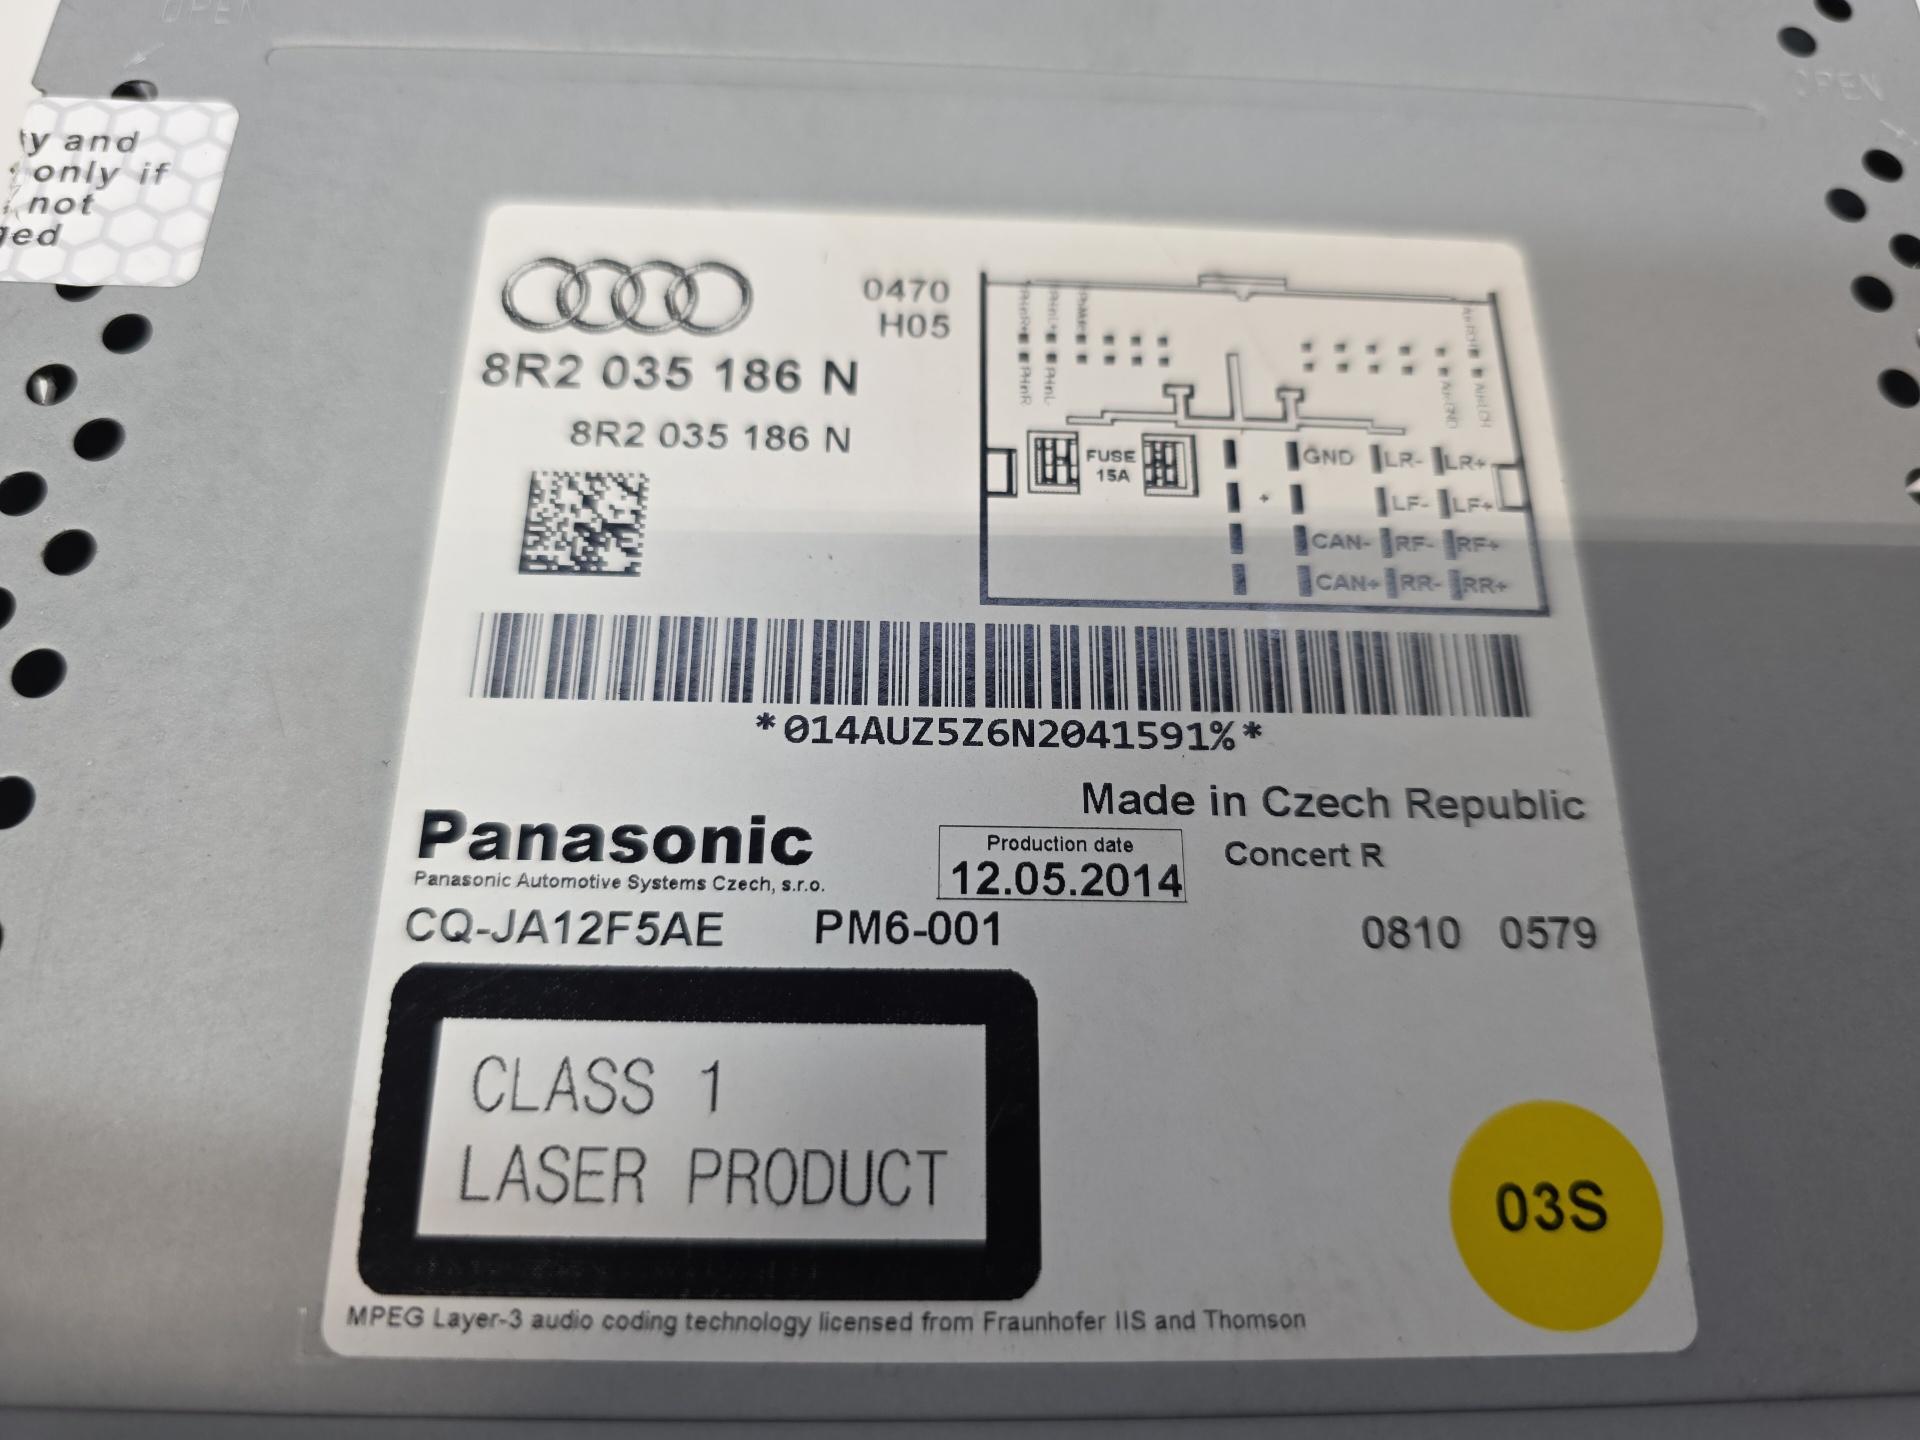 OPEN
OPEN
ty and
only if
not
ged
0470
H05
8R2 035 186 N
8R2 035 186 N
FUSE
15A
GND LR- LR+
+ LF- LF+
CAN- RF- RF+
CAN+ RR- RR+
*014AUZ5Z6N2041591%*
Made in Czech Republic
Panasonic
Panasonic Automotive Systems Czech, s.r.o.
Production date
12.05.2014
Concert R
CQ-JA12F5AE PM6-001
0810 0579
CLASS 1
LASER PRODUCT
03S
MPEG Layer-3 audio coding technology licensed from Fraunhofer IIS and Thomson